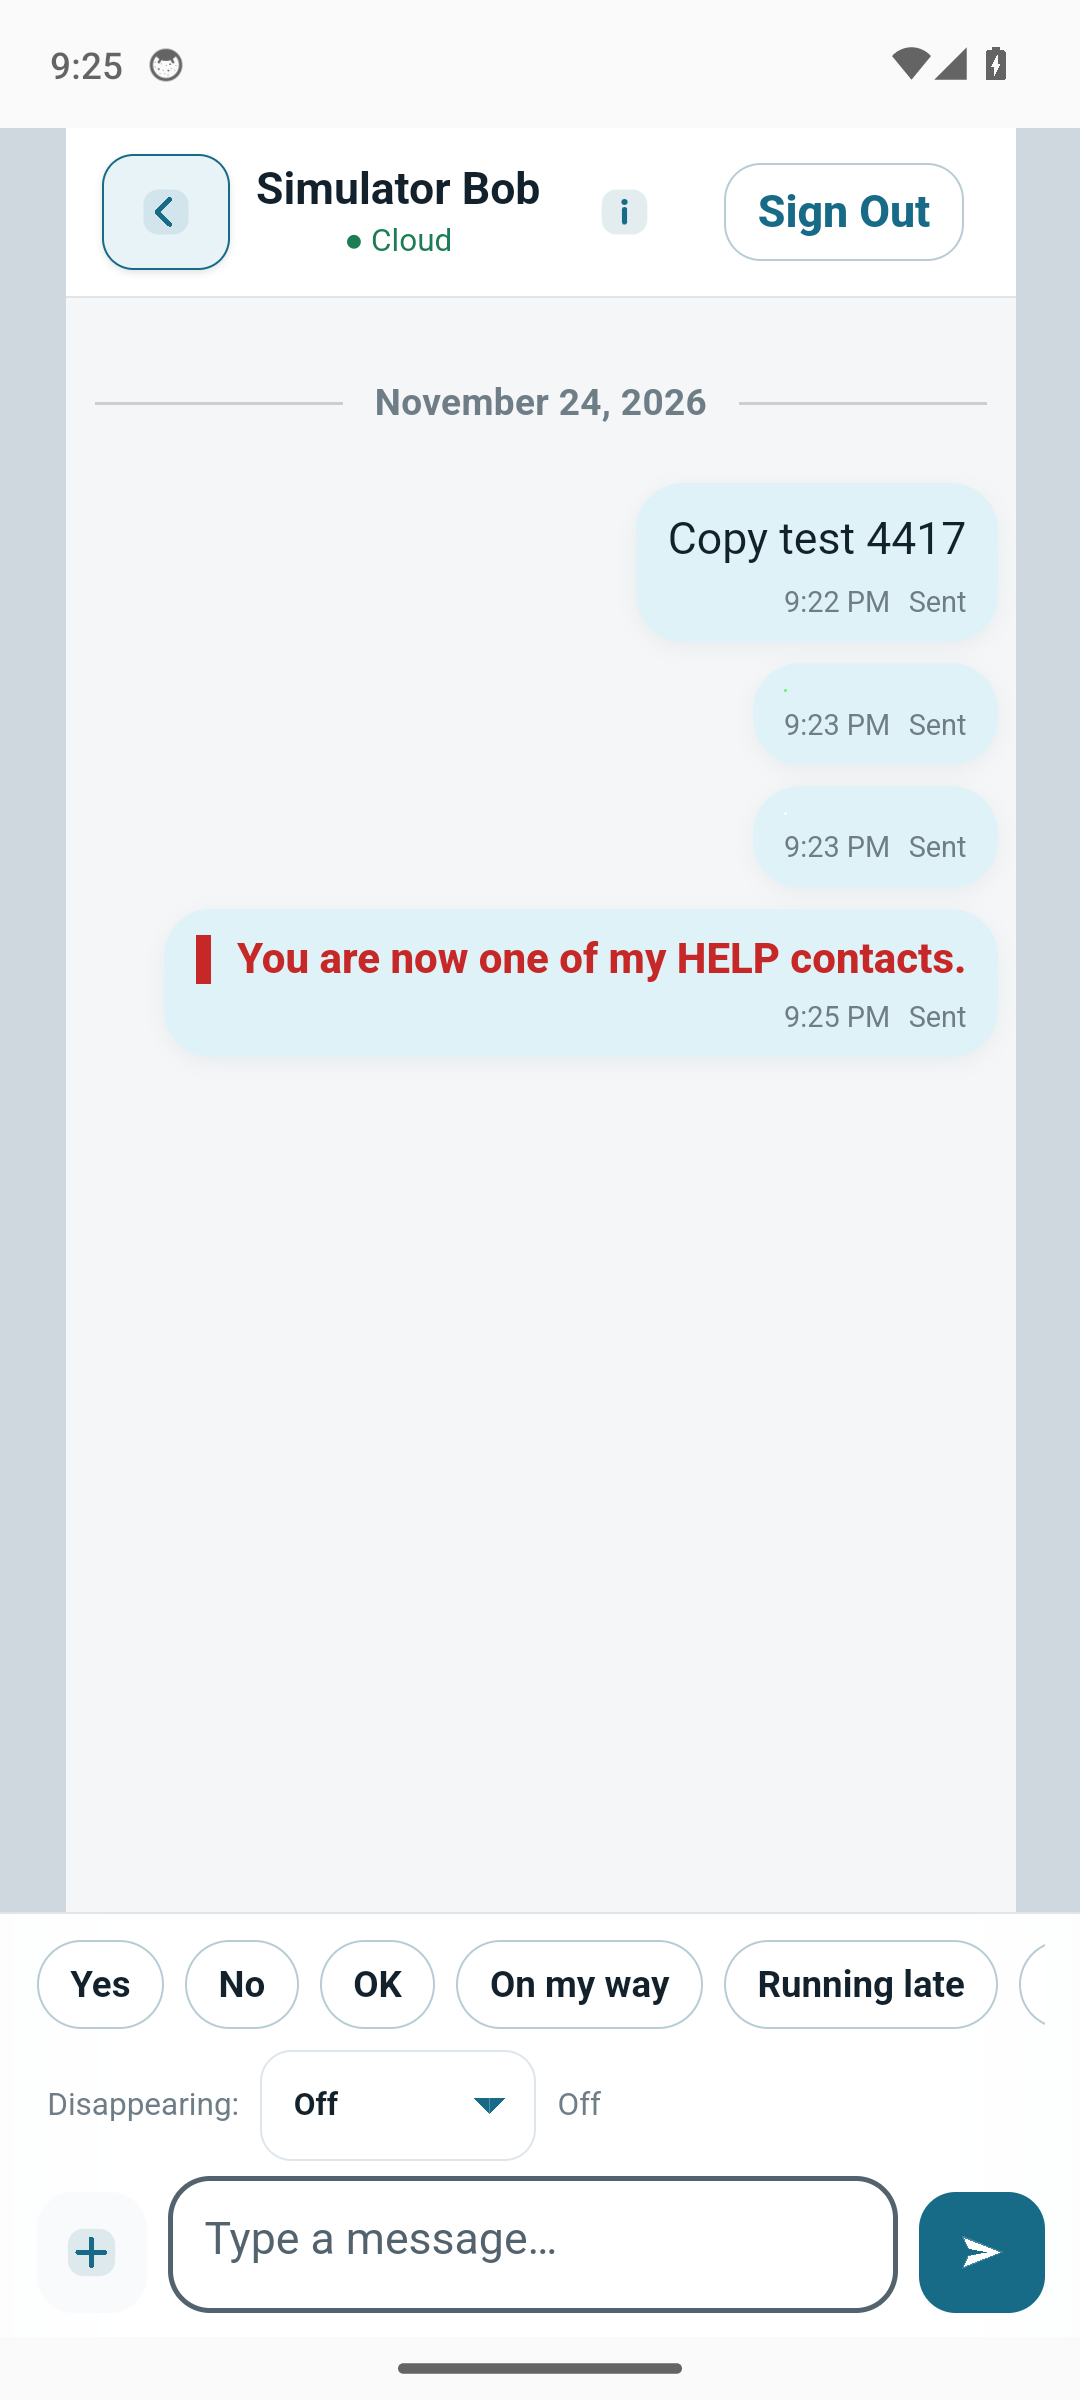 9:25
Simulator Bob
Cloud
Sign Out
November 24, 2026
Copy test 4417
9:22 PM Sent
9:23 PM Sent
9:23 PM Sent
You are now one of my HELP contacts.
9:25 PM Sent
Yes No OK On my way Running late
Disappearing: Off Off
Type a message…